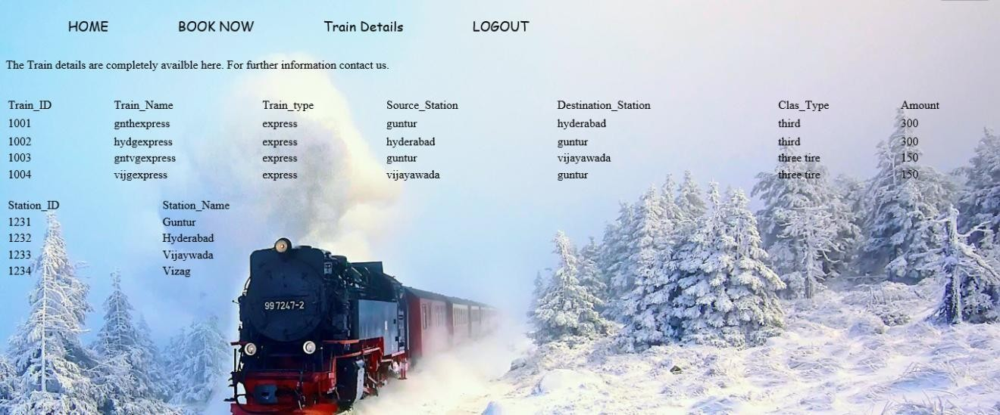 HOME BOOK NOW Train Details LOGOUT
The Train details are completely availble here. For further information contact us.
Train_ID Train_Name Train_type Source_Station Destination_Station Clas_Type Amount
1001 gnthexpress express guntur hyderabad third 300
1002 hydgexpress express hyderabad guntur third 300
1003 gntvgexpress express guntur vijayawada three tire 150
1004 vijgexpress express vijayawada guntur three tire 150
Station_ID Station_Name
1231 Guntur
1232 Hyderabad
1233 Vijaywada
1234 Vizag
99 7247-2